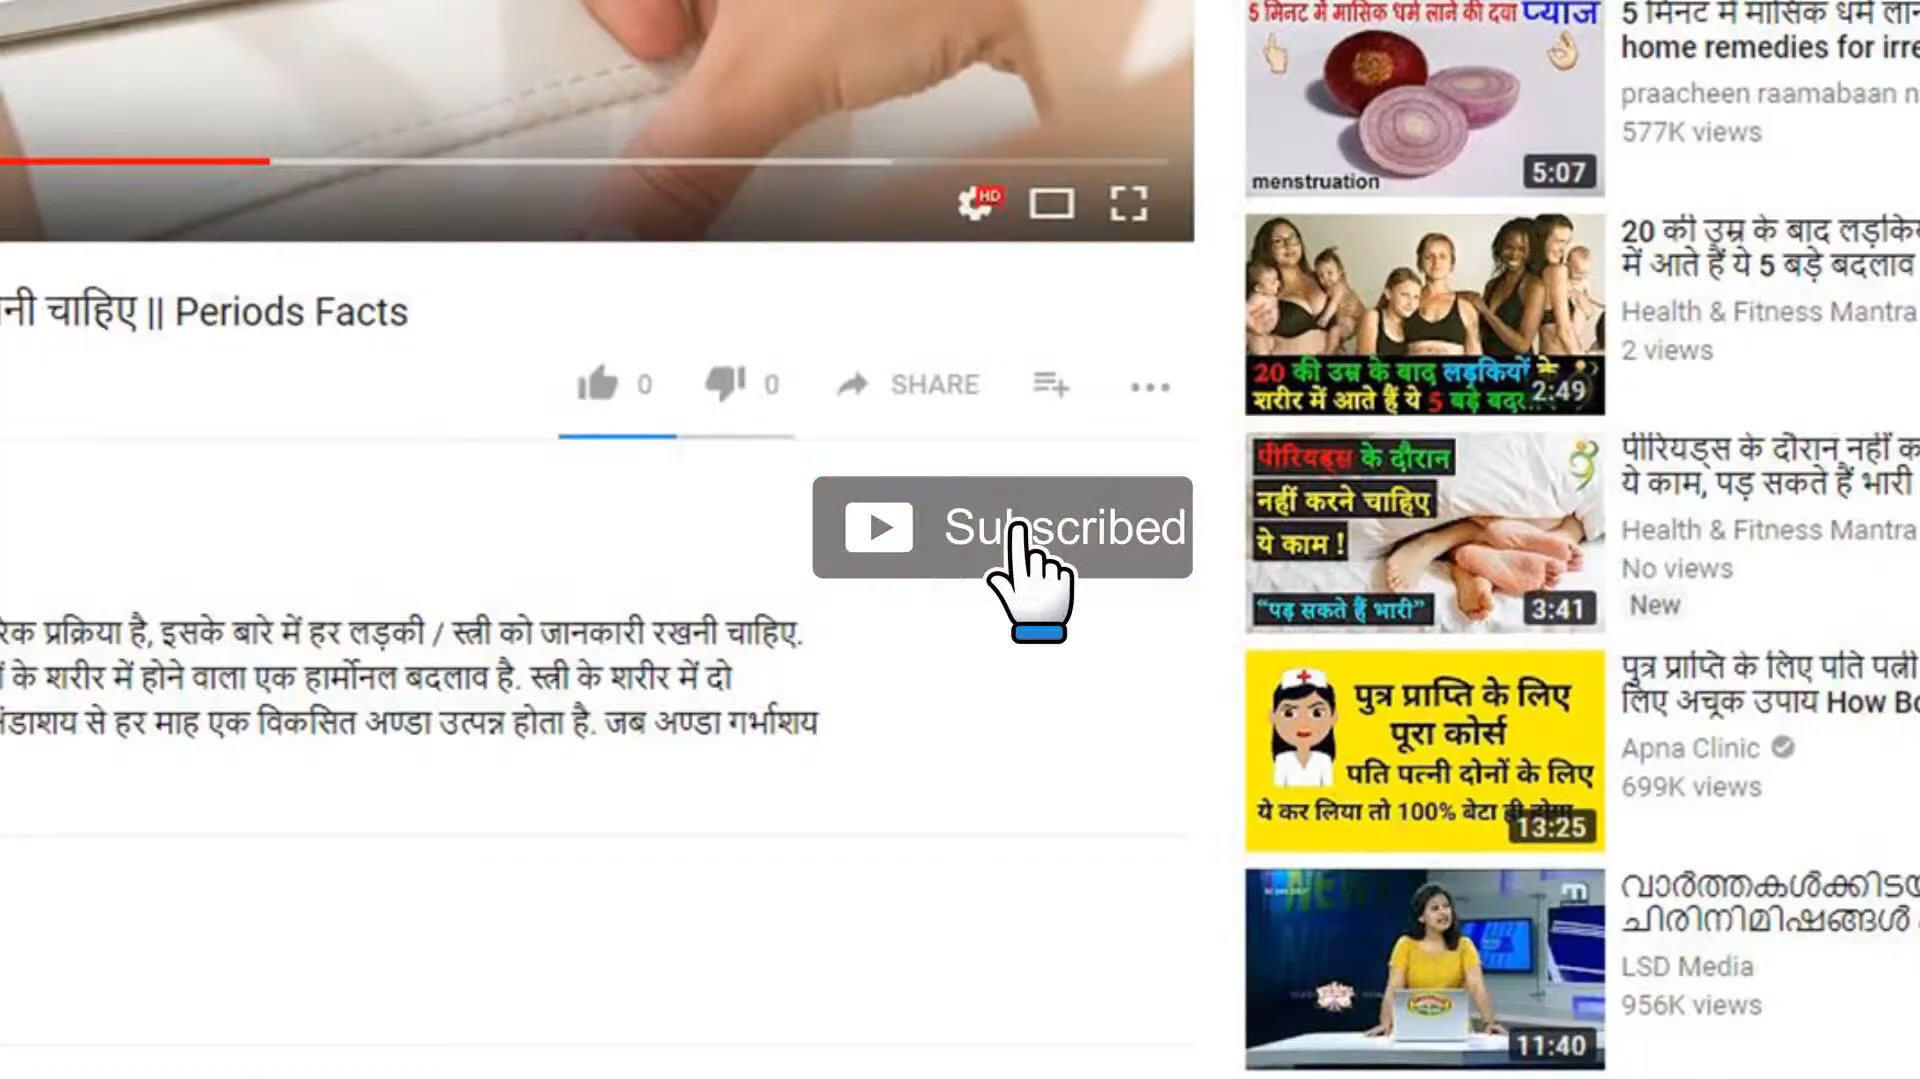 नी चाहिए || Periods Facts
0
0
SHARE
Subscribed
रेक प्रक्रिया है, इसके बारे में हर लड़की / स्त्री को जानकारी रखनी चाहिए.
के शरीर में होने वाला एक हार्मोनल बदलाव है. स्त्री के शरीर में दो
अंडाशय से हर माह एक विकसित अण्डा उत्पन्न होता है. जब अण्डा गर्भाशय
HD
5 मिनट में मासिक धर्म लाने की दवा प्याज
menstruation
5:07
5 मिनट में मासिक धर्म
home remedies for
praacheen raamabaan
577K views
20 की उम्र के बाद लड़कियों के
शरीर में आते हैं ये 5 बड़े
2:49
20 की उम्र के बाद
में आते हैं ये 5 बड़े बदलाव
Health & Fitness Mantra
2 views
पीरियड्स के दौरान
नहीं करने चाहिए
ये काम !
“पड़ सकते हैं भारी”
3:41
पीरियड्स के दौरान नहीं
ये काम, पड़ सकते हैं भारी
Health & Fitness Mantra
No views
New
पुत्र प्राप्ति के लिए
पूरा कोर्स
पति पत्नी दोनों के लिए
ये कर लिया तो 100% बेटा ही होगा
13:25
पुत्र प्राप्ति के लिए पति पत्नी
लिए अचूक उपाय How
Apna Clinic
699K views
11:40
ചിരിനിമിഷങ്ങൾ
LSD Media
956K views